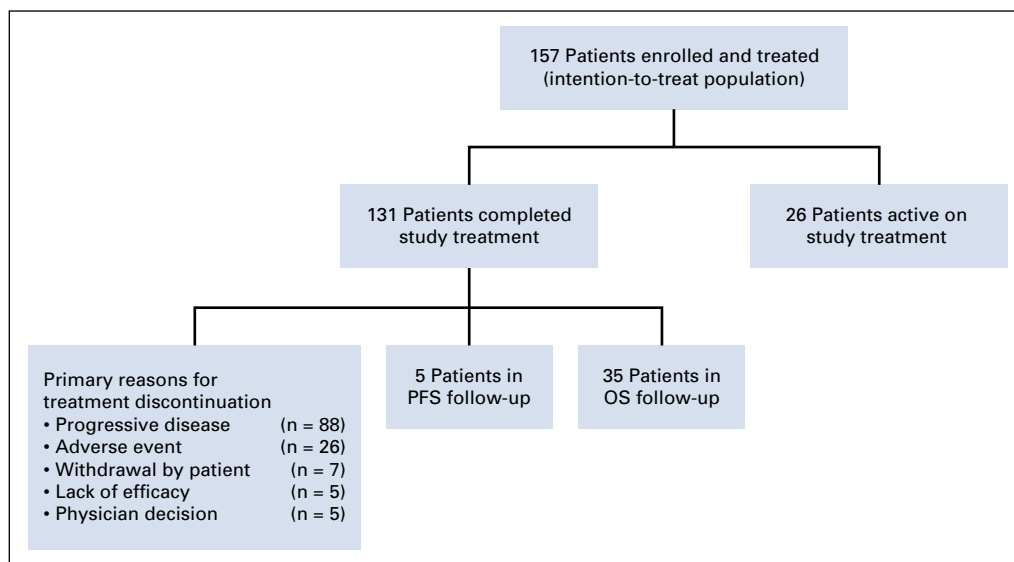 157 Patients enrolled and treated
(intention-to-treat population)
131 Patients completed
study treatment
26 Patients active on
study treatment
Primary reasons for
treatment discontinuation
• Progressive disease (n = 88)
• Adverse event (n = 26)
• Withdrawal by patient (n = 7)
• Lack of efficacy (n = 5)
• Physician decision (n = 5)
5 Patients in
PFS follow-up
35 Patients in
OS follow-up